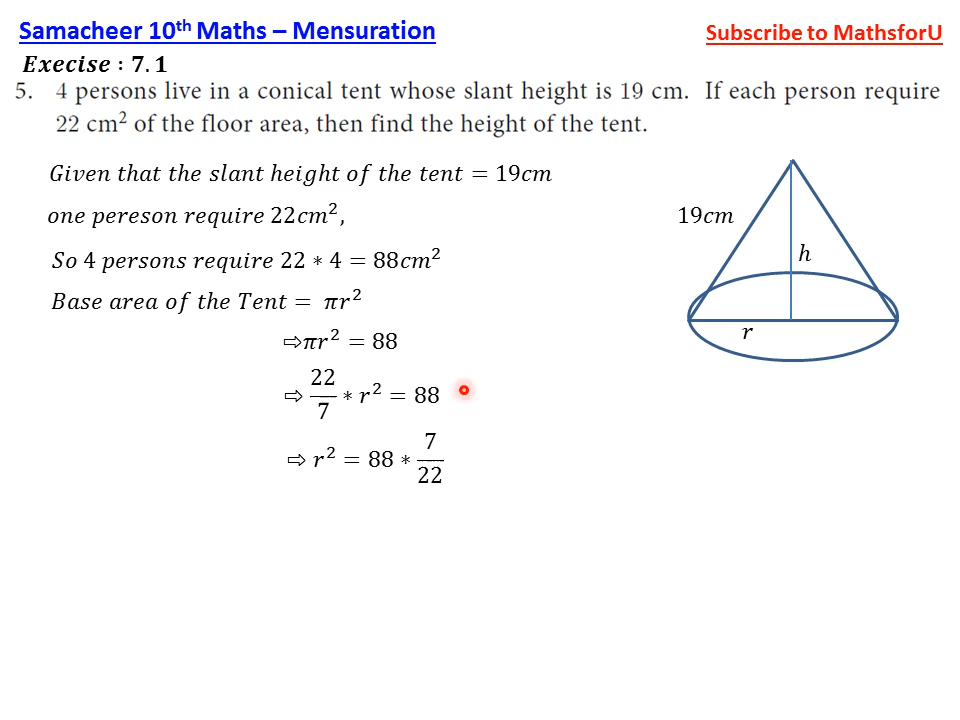 Samacheer 10th Maths – Mensuration
Subscribe to MathsforU
Execise : 7.1
5. 4 persons live in a conical tent whose slant height is 19 cm. If each person require
22 cm² of the floor area, then find the height of the tent.
Given that the slant height of the tent = 19cm
one pereson require 22cm²,
So 4 persons require 22 * 4 = 88cm²
Base area of the Tent = πr²
⇨πr² = 88
⇨ 22/7 * r² = 88
⇨ r² = 88 * 7/22
19cm
h
r